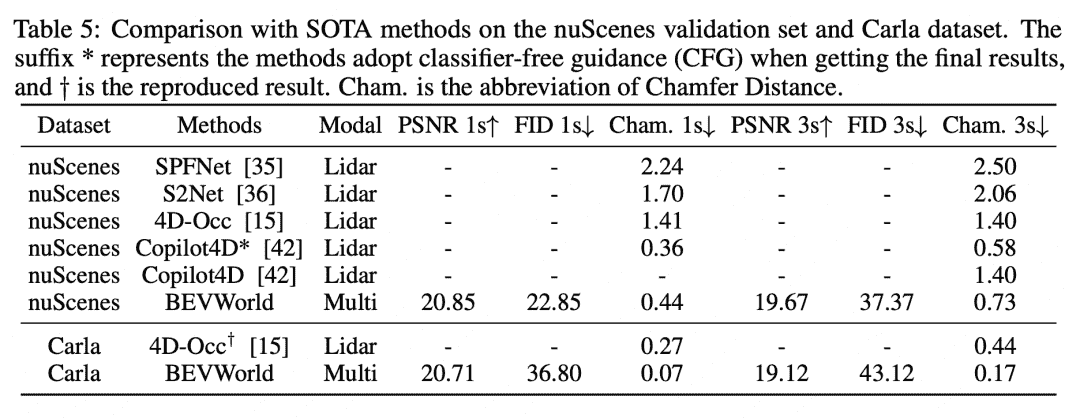 Table 5: Comparison with SOTA methods on the nuScenes validation set and Carla dataset. The
suffix * represents the methods adopt classifier-free guidance (CFG) when getting the final results,
and † is the reproduced result. Cham. is the abbreviation of Chamfer Distance.
Dataset Methods Modal PSNR 1s↑ FID 1s↓ Cham. 1s↓ PSNR 3s↑ FID 3s↓ Cham. 3s↓
nuScenes SPFNet [35] Lidar - - 2.24 - - 2.50
nuScenes S2Net [36] Lidar - - 1.70 - - 2.06
nuScenes 4D-Occ [15] Lidar - - 1.41 - - 1.40
nuScenes Copilot4D* [42] Lidar - - 0.36 - - 0.58
nuScenes Copilot4D [42] Lidar - - - - - 1.40
nuScenes BEVWorld Multi 20.85 22.85 0.44 19.67 37.37 0.73
Carla 4D-Occ† [15] Lidar - - 0.27 - - 0.44
Carla BEVWorld Multi 20.71 36.80 0.07 19.12 43.12 0.17